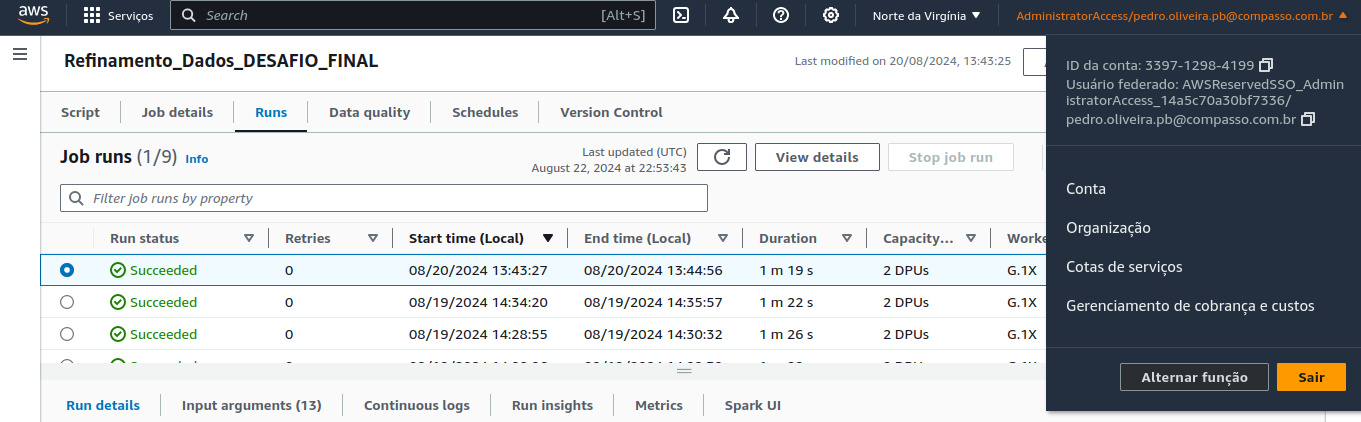 aws
Serviços
Search
[Alt+S]
Norte da Virgínia
AdministratorAccess/pedro.oliveira.pb@compasso.com.br
Refinamento_Dados_DESAFIO_FINAL
Last modified on 20/08/2024, 13:43:25
ID da conta: 3397-1298-4199
Usuário federado: AWSReservedSSO_Admin
istratorAccess_14a5c70a30bf7336/
pedro.oliveira.pb@compasso.com.br
Conta
Organização
Cotas de serviços
Gerenciamento de cobrança e custos
Alternar função
Sair
Script
Job details
Runs
Data quality
Schedules
Version Control
Job runs (1/9) Info
Last updated (UTC)
August 22, 2024 at 22:53:43
View details
Stop job run
Filter job runs by property
Run status Retries Start time (Local) End time (Local) Duration Capacity... Worke
Succeeded 0 08/20/2024 13:43:27 08/20/2024 13:44:56 1 m 19 s 2 DPUs G.1X
Succeeded 0 08/19/2024 14:34:20 08/19/2024 14:35:57 1 m 22 s 2 DPUs G.1X
Succeeded 0 08/19/2024 14:28:55 08/19/2024 14:30:32 1 m 26 s 2 DPUs G.1X
Run details
Input arguments (13)
Continuous logs
Run insights
Metrics
Spark UI